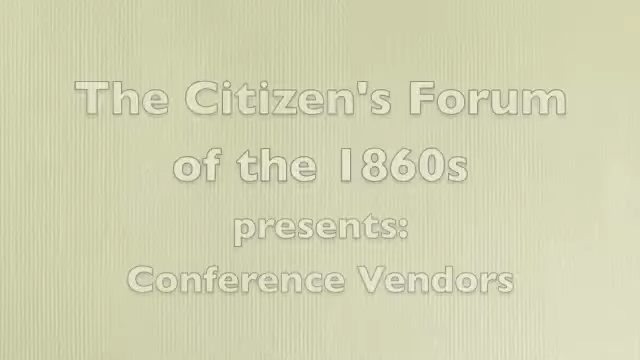 The Citizen's Forum
of the 1860s
presents:
Conference Vendors